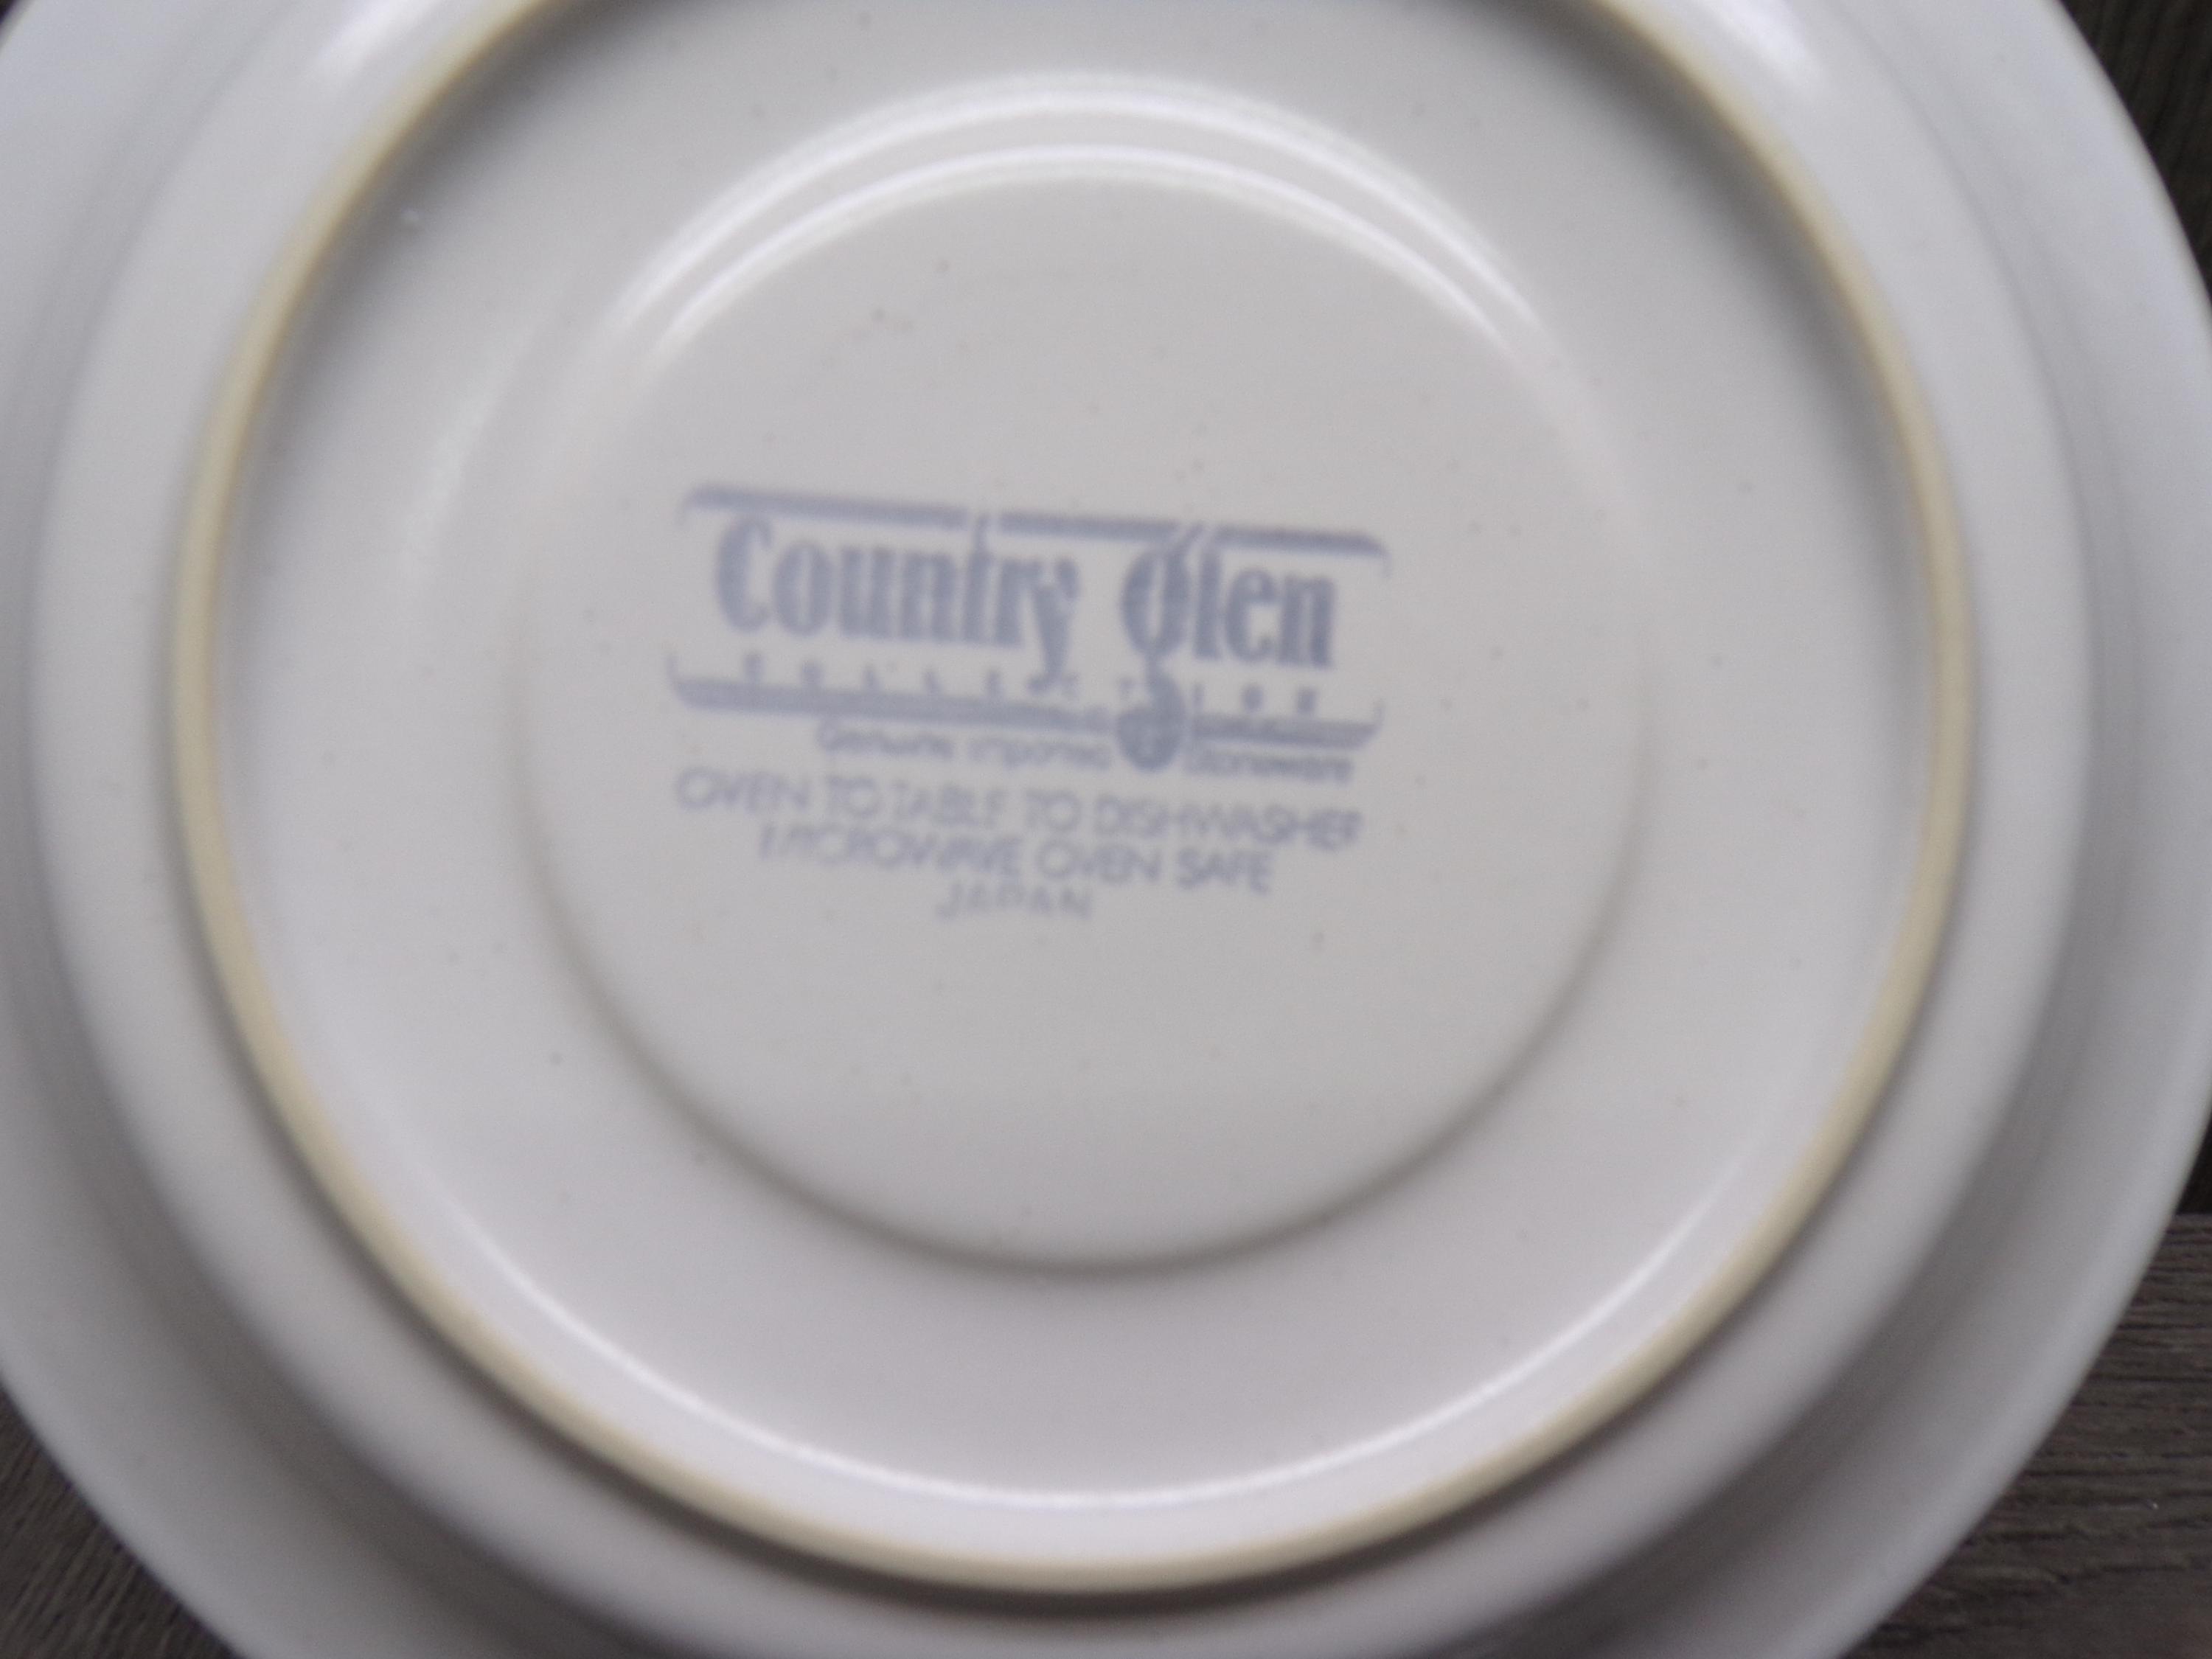 Country Glen
COLLECTION
Genuine Imported Stoneware
OVEN TO TABLE TO DISHWASHER
MICROWAVE OVEN SAFE
JAPAN